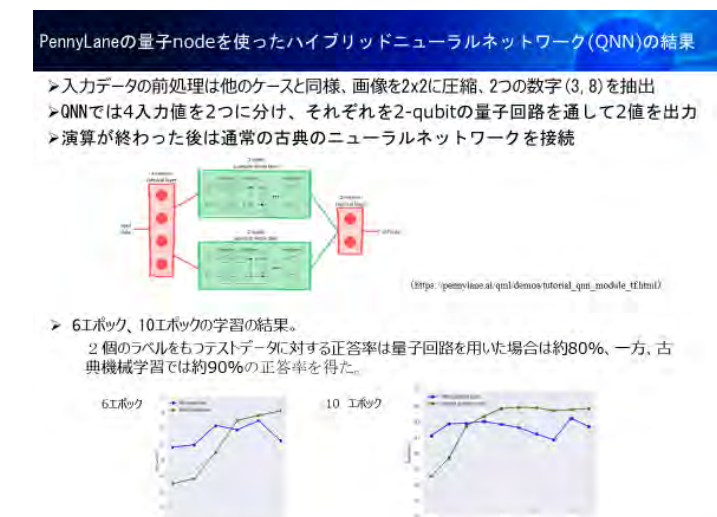 PennyLaneの量子nodeを使ったハイブリッドニューラルネットワーク(QNN)の結果
➢入力データの前処理は他のケースと同様、画像を2x2に圧縮、2つの数字(3, 8)を抽出
➢QNNでは4入力値を2つに分け、それぞれを2-qubitの量子回路を通して2値を出力
➢演算が終わった後は通常の古典のニューラルネットワークを接続
(https://pennylane.ai/qml/demos/tutorial_qnn_module_tf.html)
➢ 6エポック、10エポックの学習の結果。
２個のラベルをもつテストデータに対する正答率は量子回路を用いた場合は約80%、一方、古
典機械学習では約90%の正答率を得た。
6エポック
10 エポック